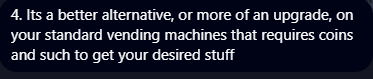 4. Its a better alternative, or more of an upgrade, on
your standard vending machines that requires coins
and such to get your desired stuff